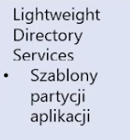 Lightweight
Directory
Services
• Szablony
partycji
aplikacji